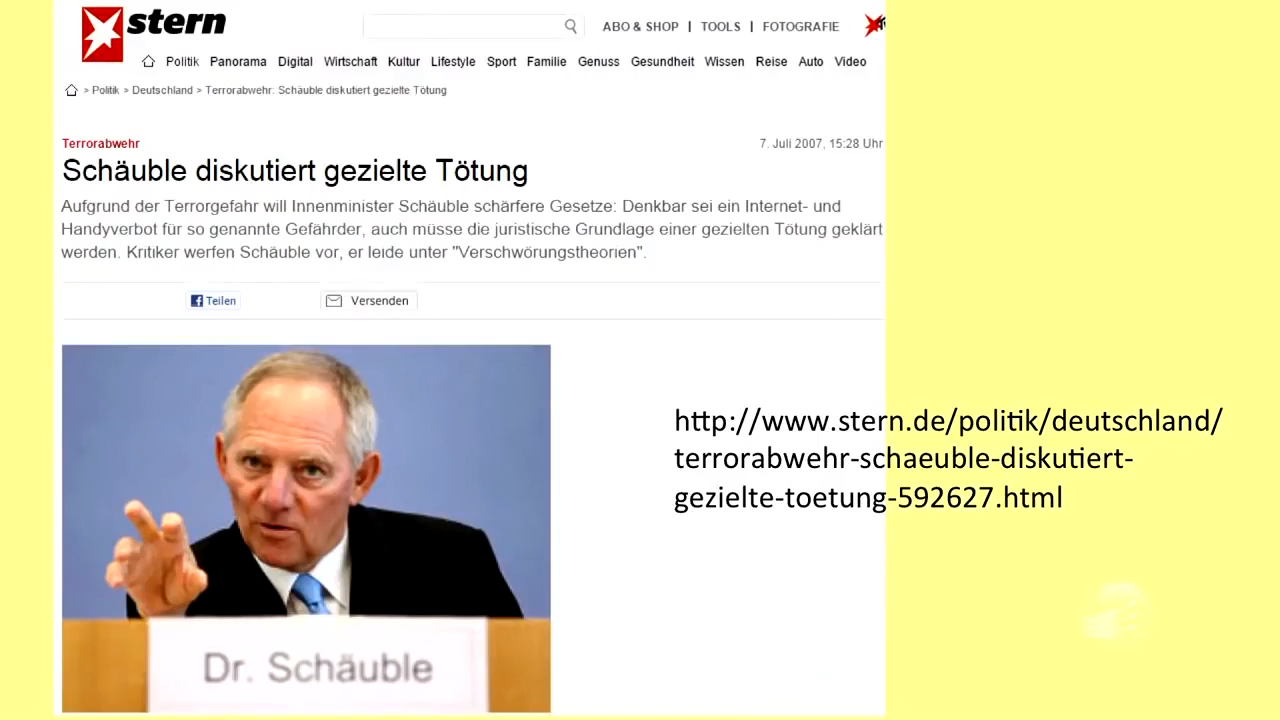 stern
ABO & SHOP | TOOLS | FOTOGRAFIE
Politik Panorama Digital Wirtschaft Kultur Lifestyle Sport Familie Genuss Gesundheit Wissen Reise Auto Video
> Politik > Deutschland > Terrorabwehr: Schäuble diskutiert gezielte Tötung
Terrorabwehr
7. Juli 2007, 15:28 Uhr
Schäuble diskutiert gezielte Tötung
Aufgrund der Terrorgefahr will Innenminister Schäuble schärfere Gesetze: Denkbar sei ein Internet- und
Handyverbot für so genannte Gefährder, auch müsse die juristische Grundlage einer gezielten Tötung geklärt
werden. Kritiker werfen Schäuble vor, er leide unter "Verschwörungstheorien".
Teilen
Versenden
http://www.stern.de/politik/deutschland/
terrorabwehr-schaeuble-diskutiert-
gezielte-toetung-592627.html
Dr. Schäuble